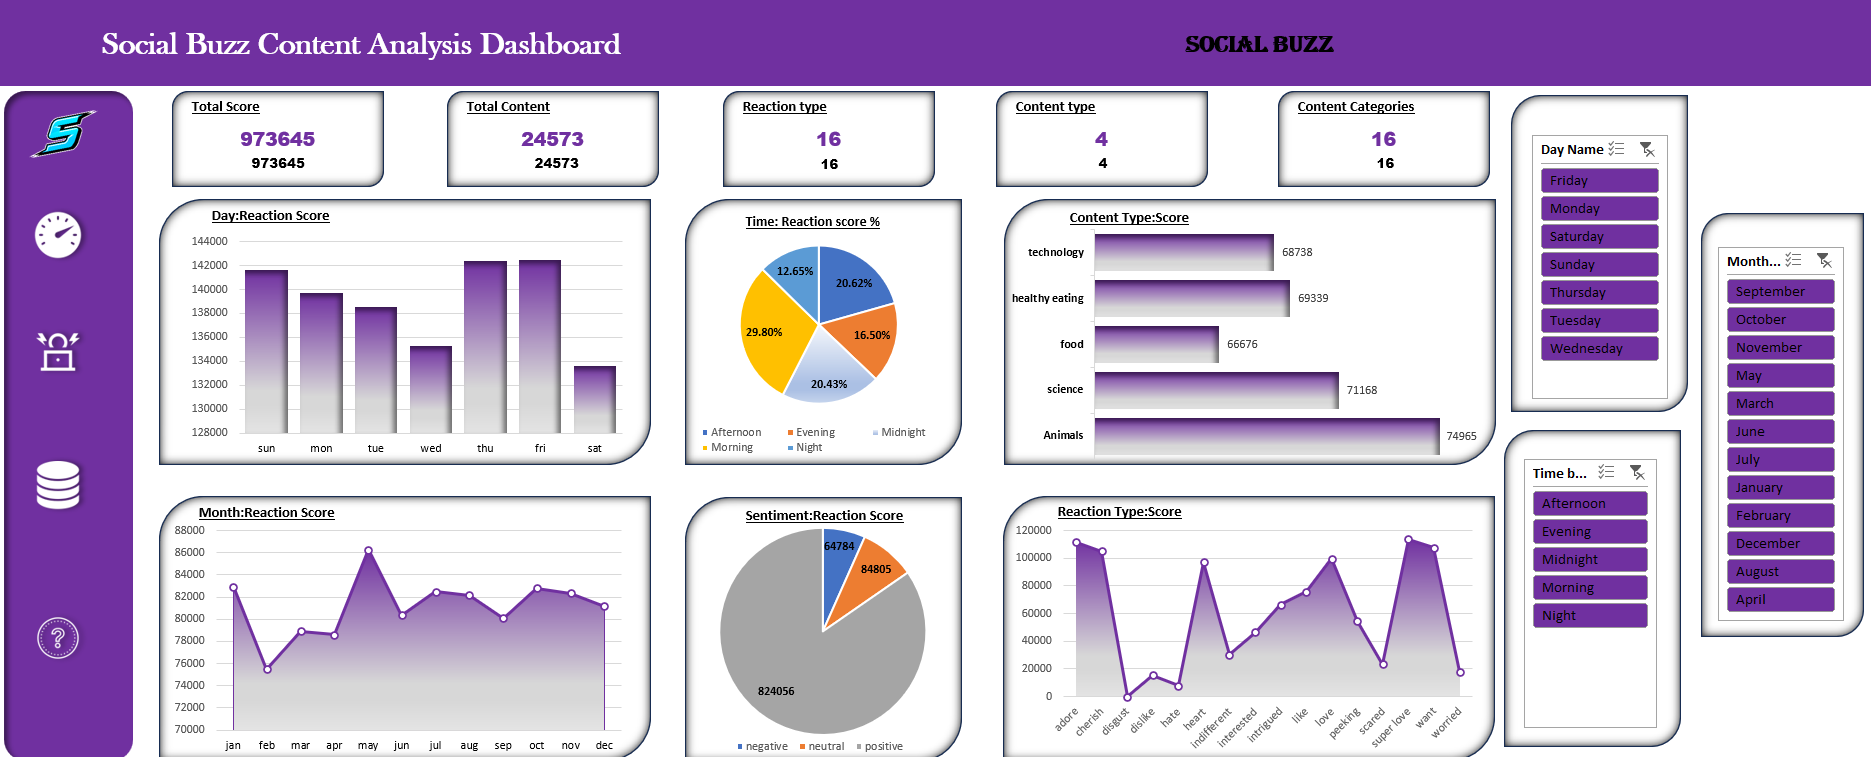 Social Buzz Content Analysis Dashboard
SOCIAL BUZZ
Total Score
973645
973645
Total Content
24573
24573
Reaction type
16
16
Content type
4
4
Content Categories
16
16
Day:Reaction Score
144000
142000
140000
138000
136000
134000
132000
130000
128000
sun mon tue wed thu fri sat
Time: Reaction score %
12.65%
20.62%
29.80%
16.50%
20.43%
Afternoon Evening Midnight
Morning Night
Content Type:Score
technology 68738
healthy eating 69339
food 66676
science 71168
Animals 74965
Day Name
Friday
Monday
Saturday
Sunday
Thursday
Tuesday
Wednesday
Month...
September
October
November
May
March
June
July
January
February
December
August
April
Month:Reaction Score
88000
86000
84000
82000
80000
78000
76000
74000
72000
70000
jan feb mar apr may jun jul aug sep oct nov dec
Sentiment:Reaction Score
64784
84805
824056
negative neutral positive
Reaction Type:Score
120000
100000
80000
60000
40000
20000
0
adore cherish disgust dislike hate heart indifferent interested intrigued like love peeking scared super love want worried
Time b...
Afternoon
Evening
Midnight
Morning
Night
S
?